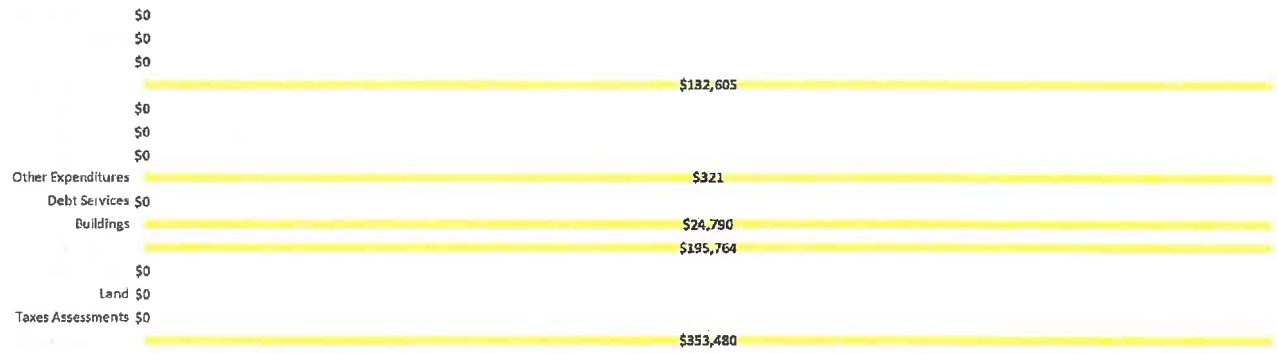 $0
$0
$0
$132,605
$0
$0
$0
Other Expenditures $321
Debt Services $0
Buildings $24,790
$195,764
$0
Land $0
Taxes Assessments $0
$353,480